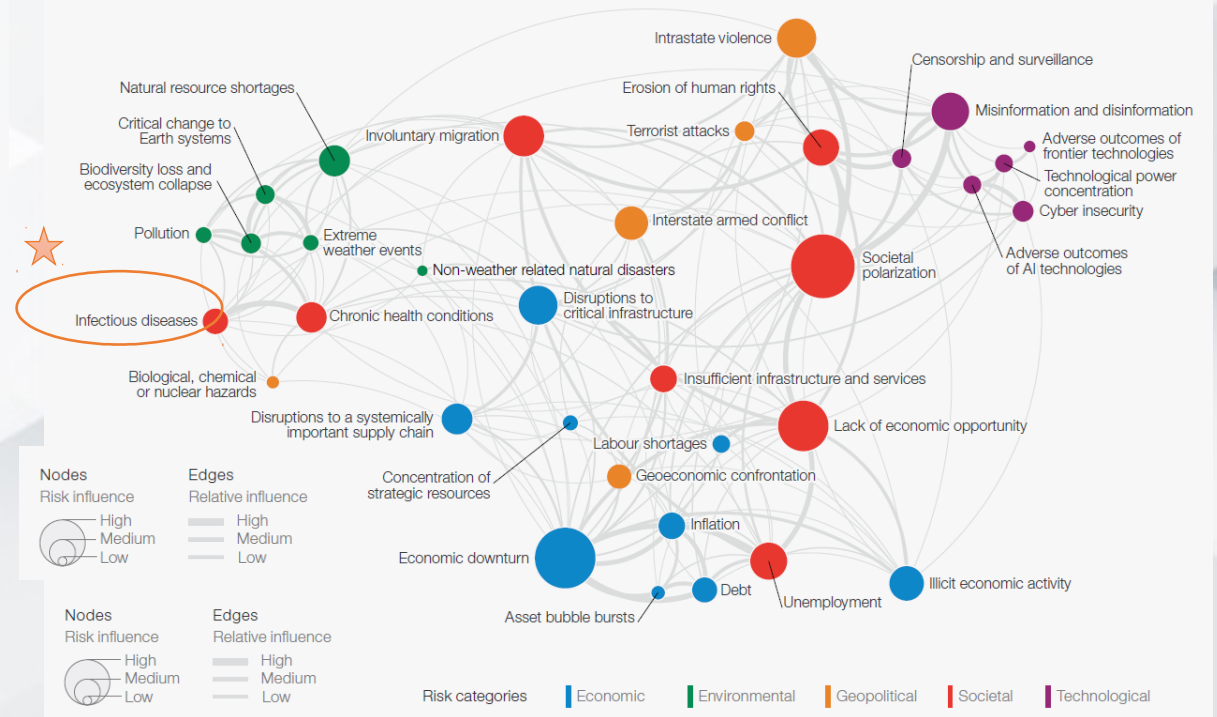 Intrastate violence
Censorship and surveillance
Natural resource shortages
Erosion of human rights
Misinformation and disinformation
Critical change to
Earth systems
Involuntary migration
Terrorist attacks
Adverse outcomes of
frontier technologies
Biodiversity loss and
ecosystem collapse
Technological power
concentration
Interstate armed conflict
Cyber insecurity
Pollution
Extreme
weather events
Adverse outcomes
of AI technologies
Societal
polarization
Non-weather related natural disasters
Disruptions to
critical infrastructure
Infectious diseases
Chronic health conditions
Biological, chemical
or nuclear hazards
Insufficient infrastructure and services
Disruptions to a systemically
important supply chain
Lack of economic opportunity
Labour shortages
Concentration of
strategic resources
Geoeconomic confrontation
Inflation
Economic downturn
Illicit economic activity
Debt
Unemployment
Asset bubble bursts
Nodes
Risk influence
High
Medium
Low
Edges
Relative influence
High
Medium
Low
Nodes
Risk influence
High
Medium
Low
Edges
Relative influence
High
Medium
Low
Risk categories
Economic
Environmental
Geopolitical
Societal
Technological